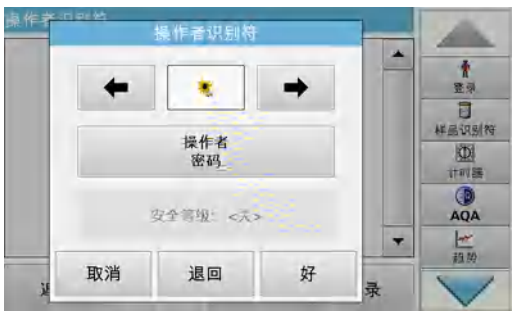 操作者识别符
操作者识别符
操作者
密码
安全等级: <无>
取消
退回
好
返
录
登录
样品识别符
计时器
AQA
趋势